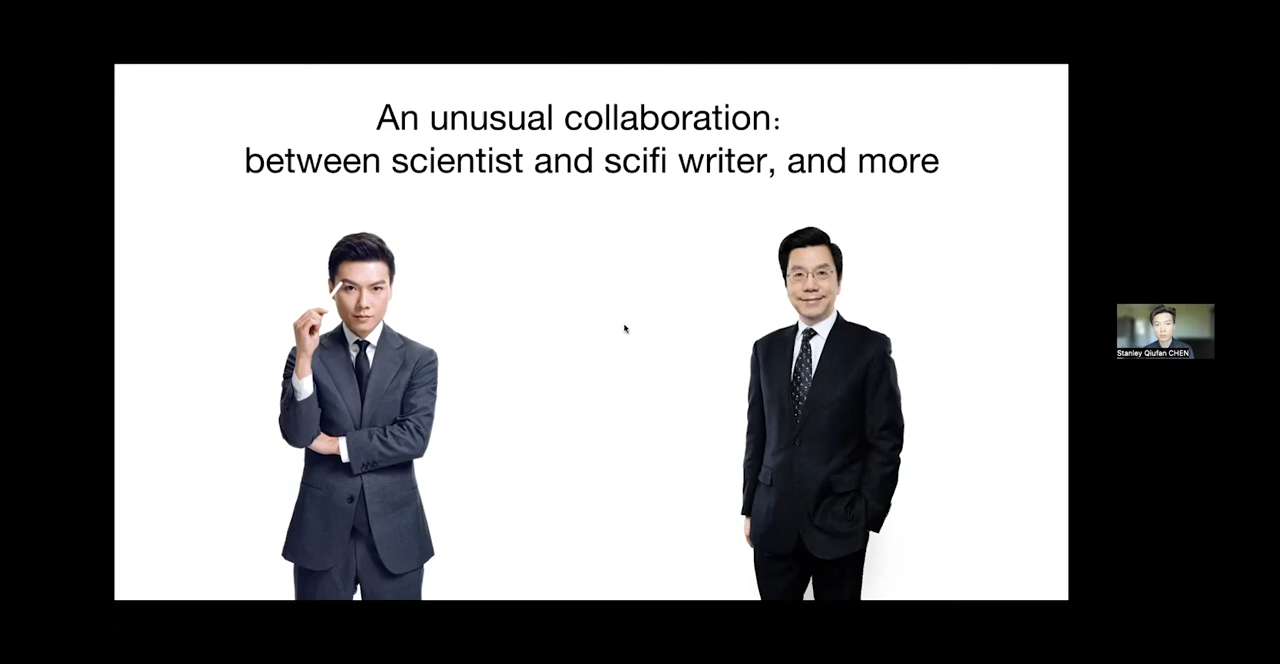 An unusual collaboration:
between scientist and scifi writer, and more
Stanley Qiufan CHEN